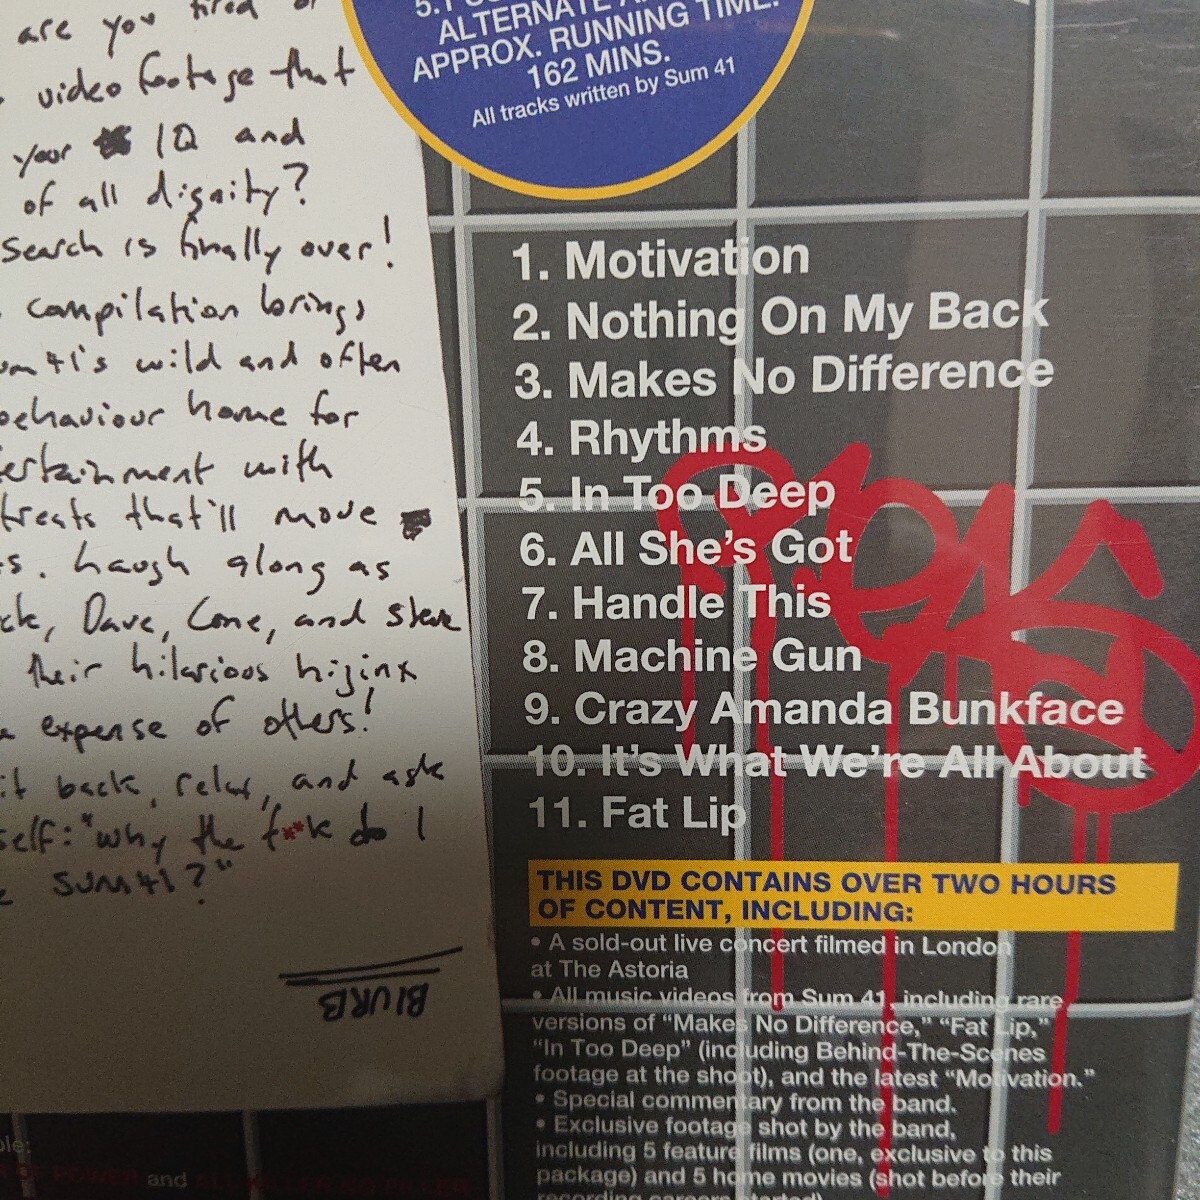 are you tired of
video footage that
your IQ and
of all dignity?
search is finally over!
compilation brings
41's wild and often
behaviour home for
with
treats that'll move
Laugh along as
Dave, Cone, and Steve
their hilarious hijinx
expense of others!
back, relax, and ask
self: "why the f**k do I
SUM 41?"
BLURB
ALTERNATE
APPROX. RUNNING TIME:
162 MINS.
All tracks written by Sum 41
1. Motivation
2. Nothing On My Back
3. Makes No Difference
4. Rhythms
5. In Too Deep
6. All She's Got
7. Handle This
8. Machine Gun
9. Crazy Amanda Bunkface
10. It's What We're All About
11. Fat Lip
THIS DVD CONTAINS OVER TWO HOURS
OF CONTENT, INCLUDING:
• A sold-out live concert filmed in London
at The Astoria
• All music videos from Sum 41, including rare
versions of “Makes No Difference,” “Fat Lip,”
“In Too Deep” (including Behind-The-Scenes
footage at the shoot), and the latest “Motivation.”
• Special commentary from the band.
• Exclusive footage shot by the band,
including 5 feature films (one, exclusive to this
package) and 5 home movies (shot before their
recording careers started)
and